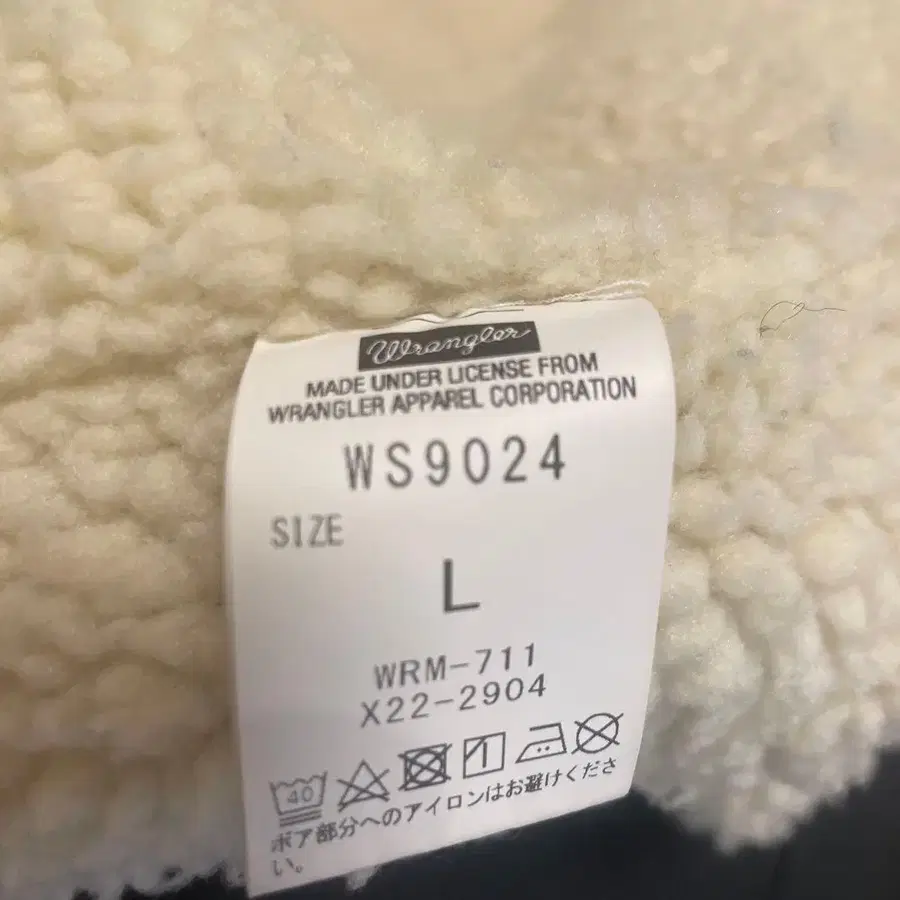 Wrangler
MADE UNDER LICENSE FROM
WRANGLER APPAREL CORPORATION
WS9024
SIZE
L
WRM-711
X22-2904
40
ボア部分へのアイロンはお避けくださ
い。